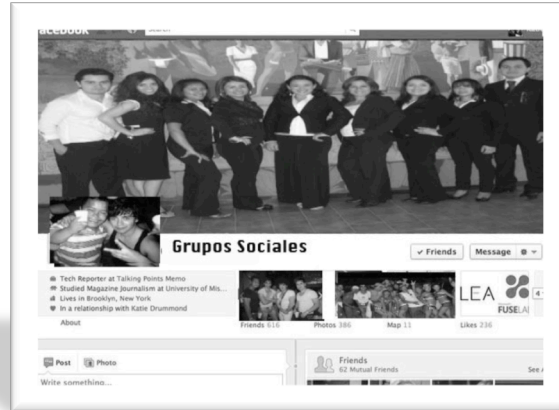 acebook
Search
Grupos Sociales
Friends
Message
Tech Reporter at Talking Points Memo
Studied Magazine Journalism at University of Mis...
Lives in Brooklyn, New York
In a relationship with Katie Drummond
About
Friends 616
Photos 386
Map 11
Likes 236
LEA
FUSELA
4
Post
Photo
Write something...
Friends
62 Mutual Friends
See A